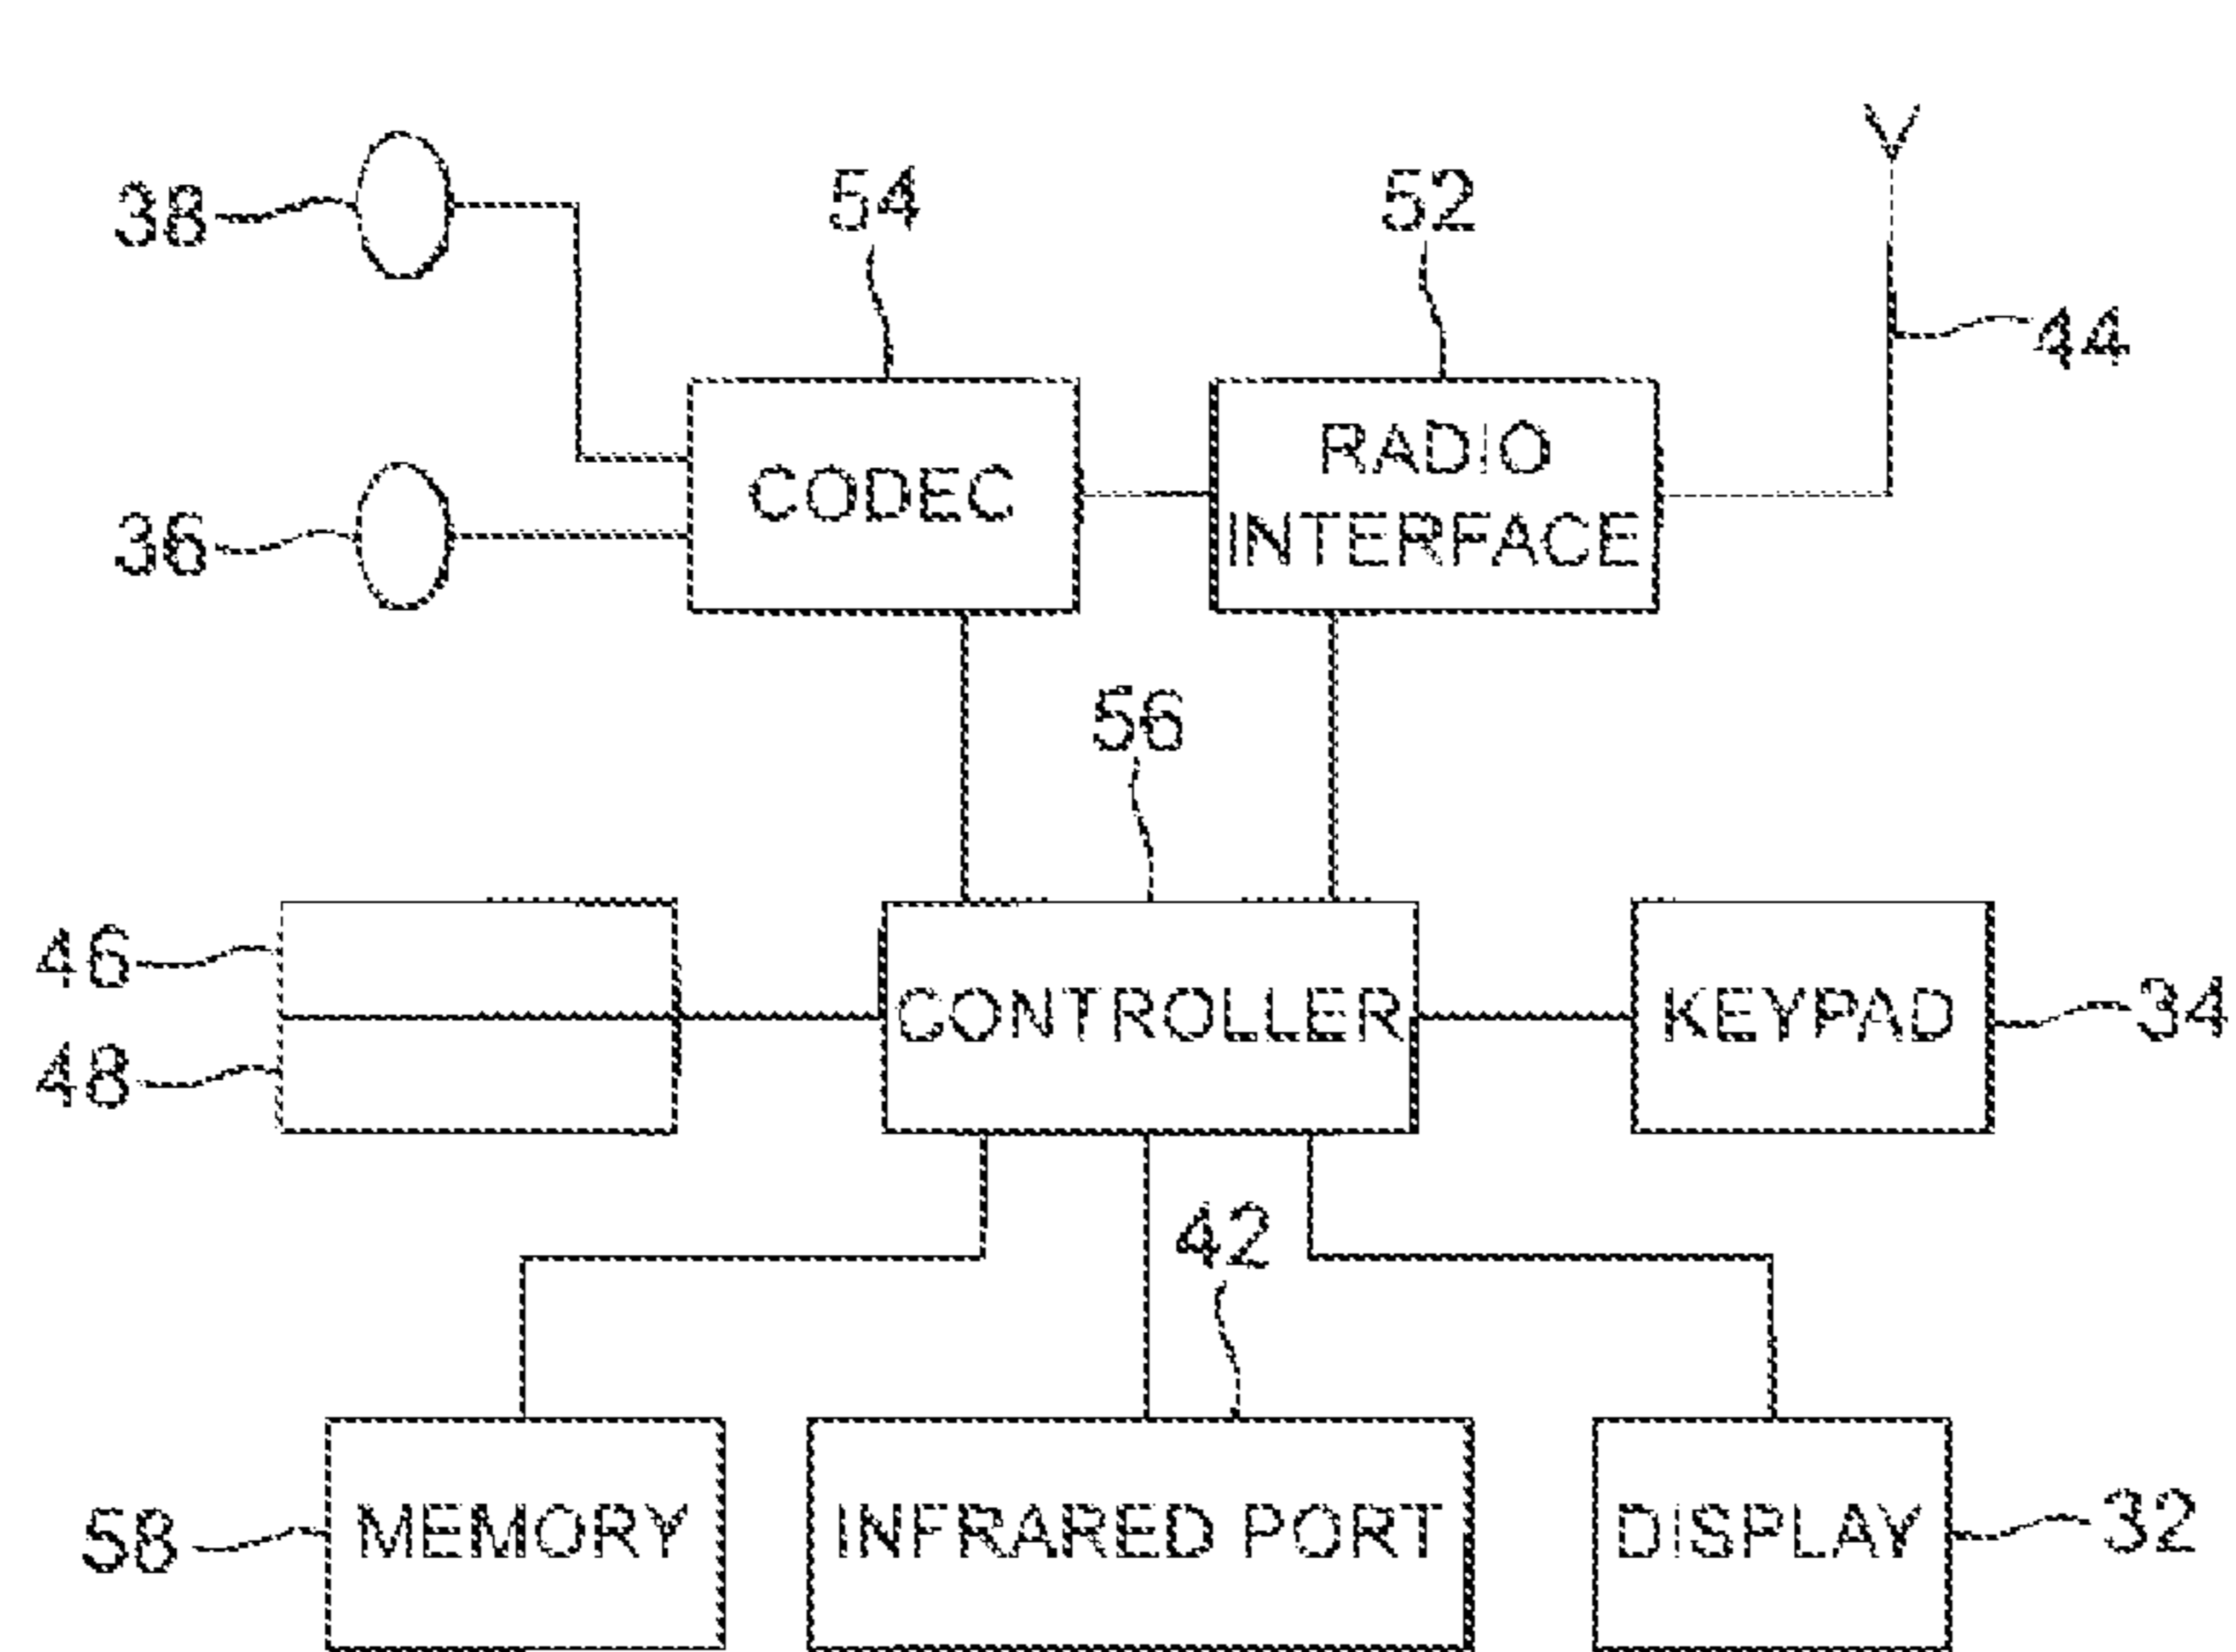 54
52
38
44
RADIO
CODEC
INTERFACE
36
56
46
CONTROLLER
KEYPAD
34
48
42
MEMORY
INFRARED PORT
DISPLAY
58
32